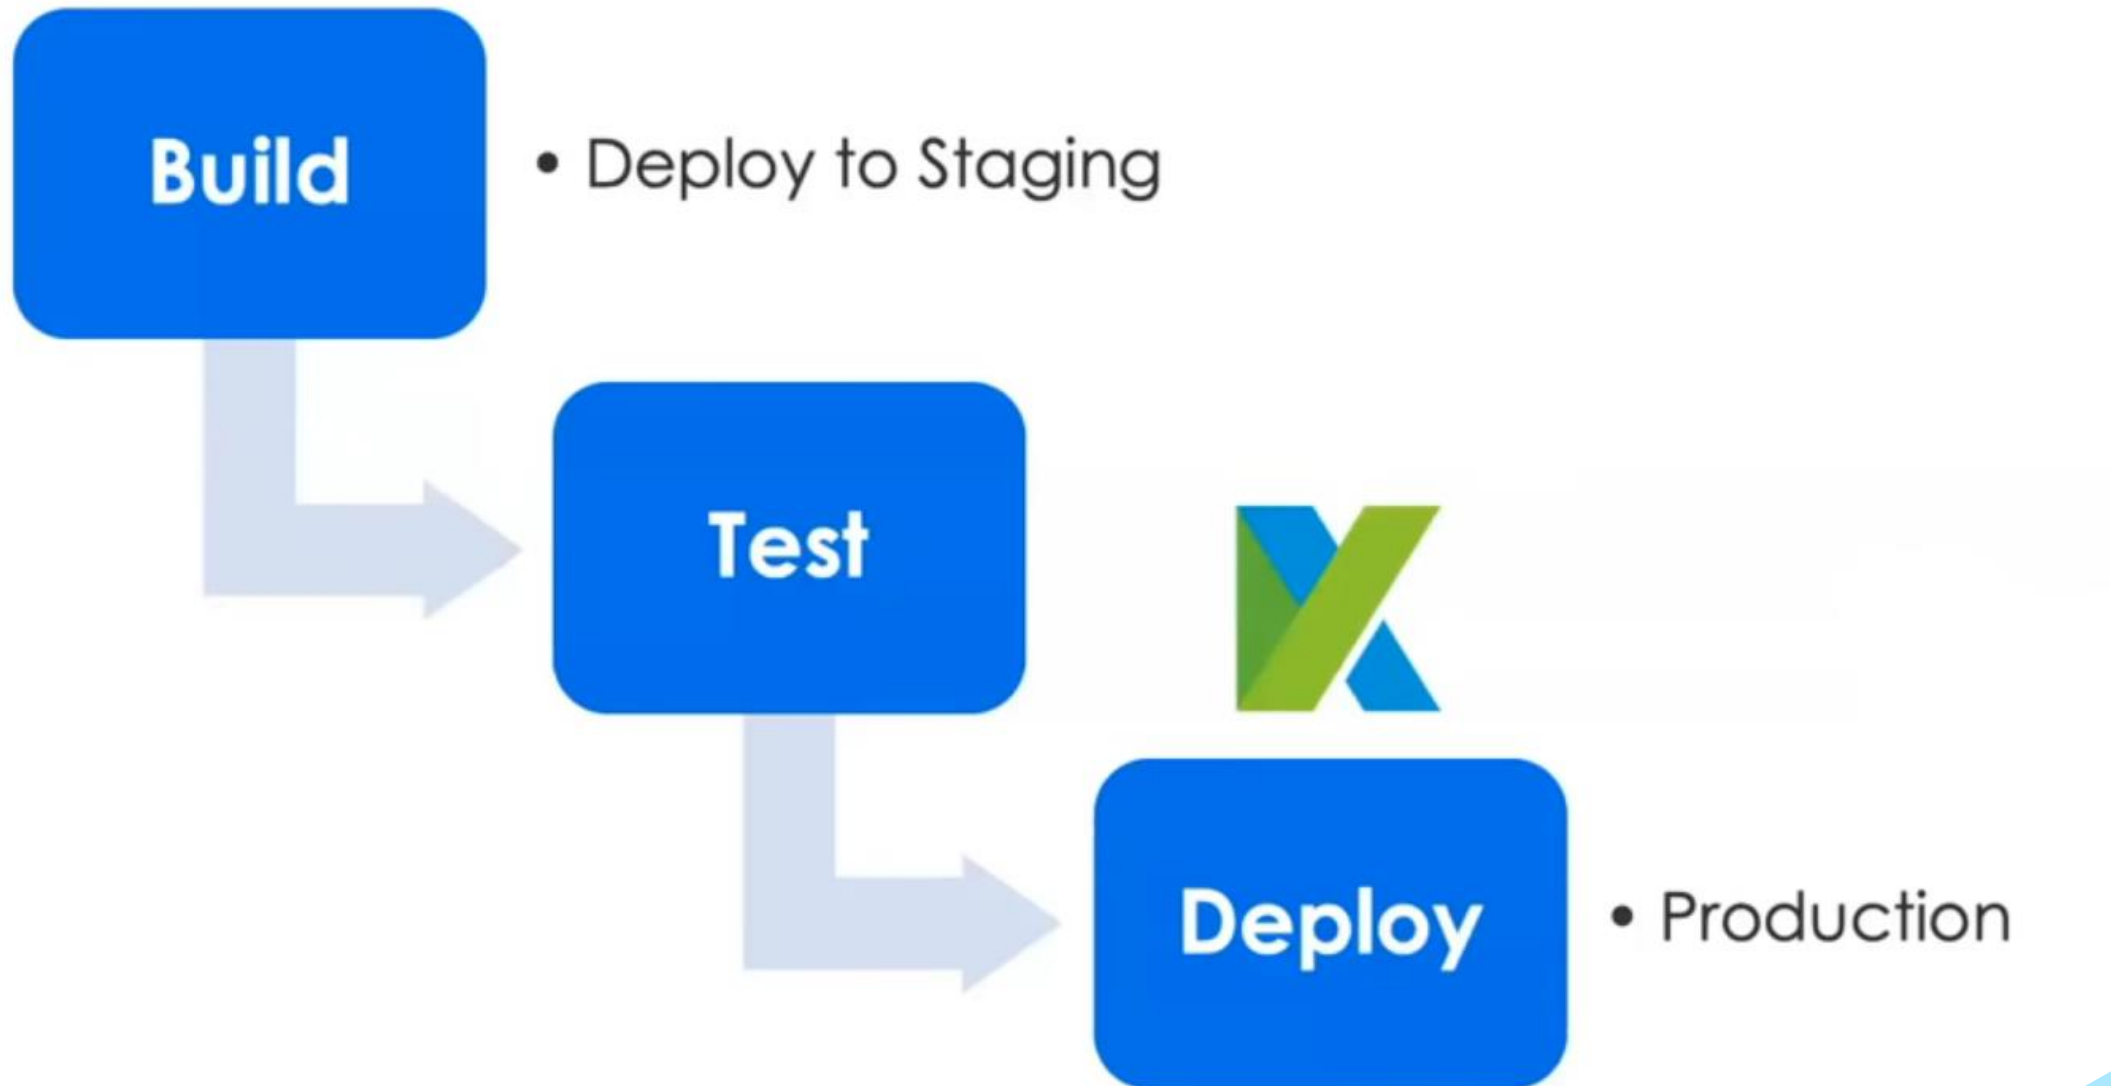 Build
• Deploy to Staging
Test
Deploy
• Production